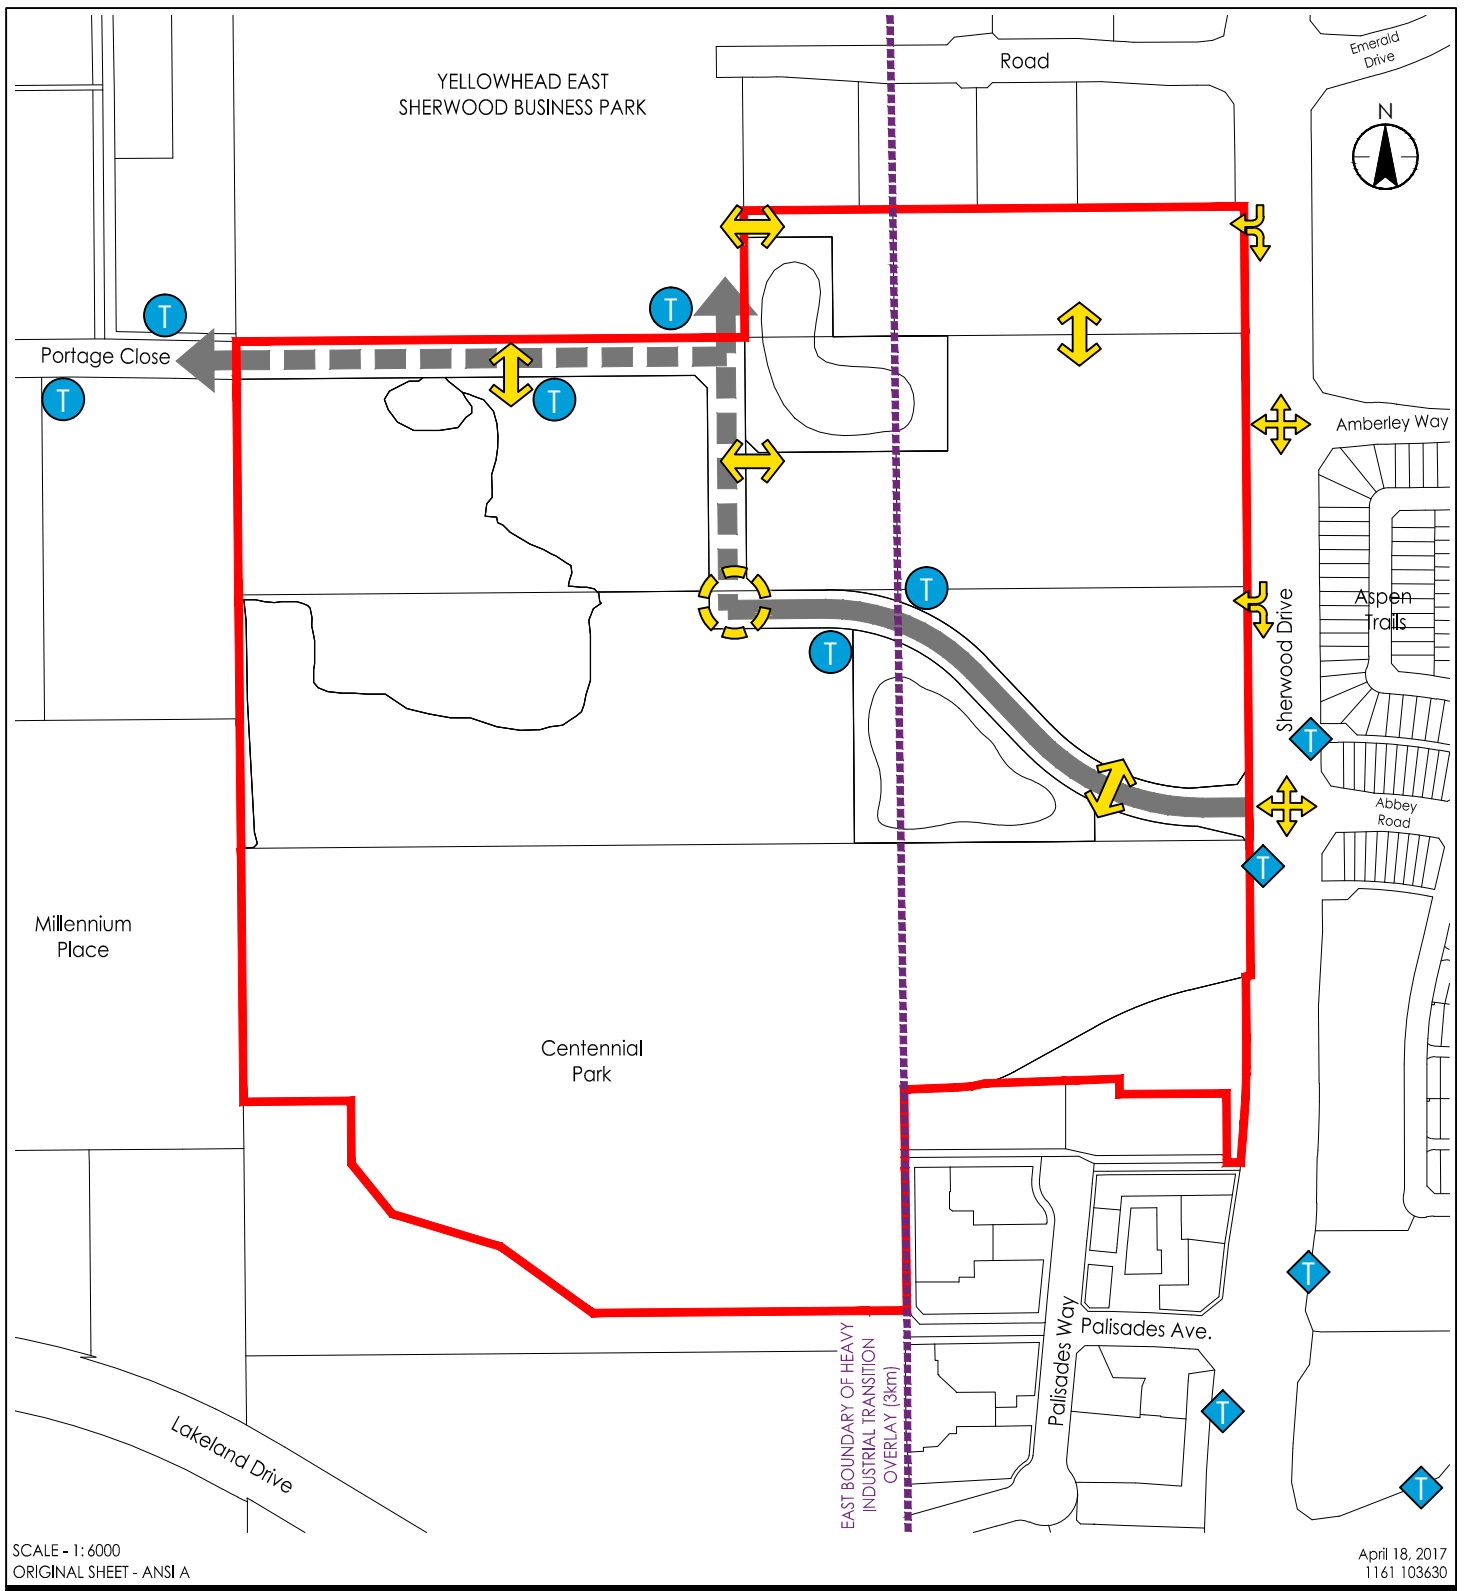 Emerald
Drive
Road
YELLOWHEAD EAST
SHERWOOD BUSINESS PARK
N
T
T
Portage Close
T
T
Amberley Way
T
Aspen
Trails
Sherwood Drive
T
T
Abbey
Road
T
Millennium
Place
Centennial
Park
T
Palisades Way
Palisades Ave.
EAST BOUNDARY OF HEAVY
INDUSTRIAL TRANSITION
OVERLAY (3km)
T
Lakeland Drive
T
SCALE - 1: 6000
ORIGINAL SHEET - ANSI A
April 18, 2017
1161 103630